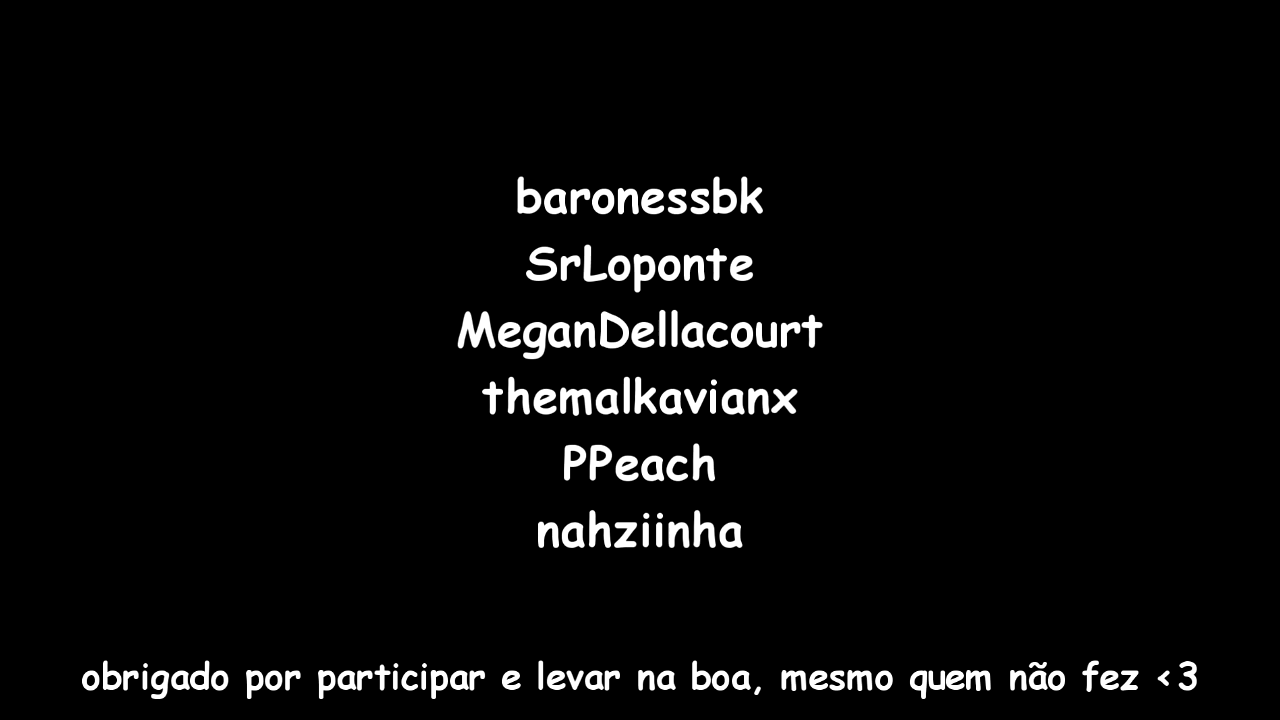 baronessbk
SrLoponte
MeganDellacourt
themalkavianx
PPeach
nahziinha
obrigado por participar e levar na boa, mesmo quem não fez <3